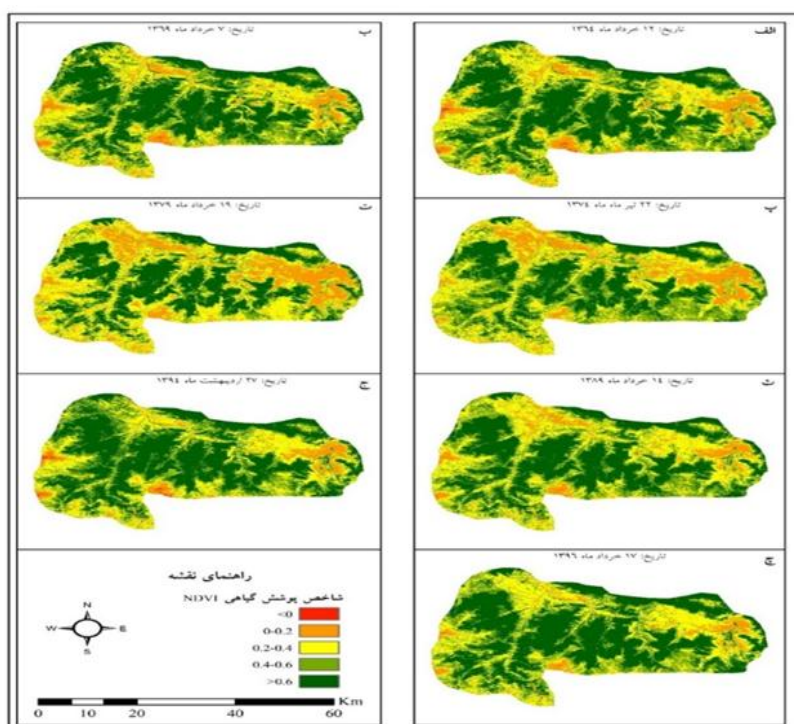 الف
تاریخ: ۱۲ خرداد ماه ۱۳۶۴
ب
تاریخ: ۷ خرداد ماه ۱۳۶۹
پ
تاریخ: ۲۲ تیر ماه ۱۳۷۴
ت
تاریخ: ۱۹ خرداد ماه ۱۳۷۹
ث
تاریخ: ۱۴ خرداد ماه ۱۳۸۹
ج
تاریخ: ۲۷ اردیبهشت ماه ۱۳۹۴
چ
تاریخ: ۱۷ خرداد ماه ۱۳۹۶
راهنمای نقشه
شاخص پوشش گیاهی NDVI
<0
0-0.2
0.2-0.4
0.4-0.6
>0.6
N
W E
S
Km
0 10 20 40 60